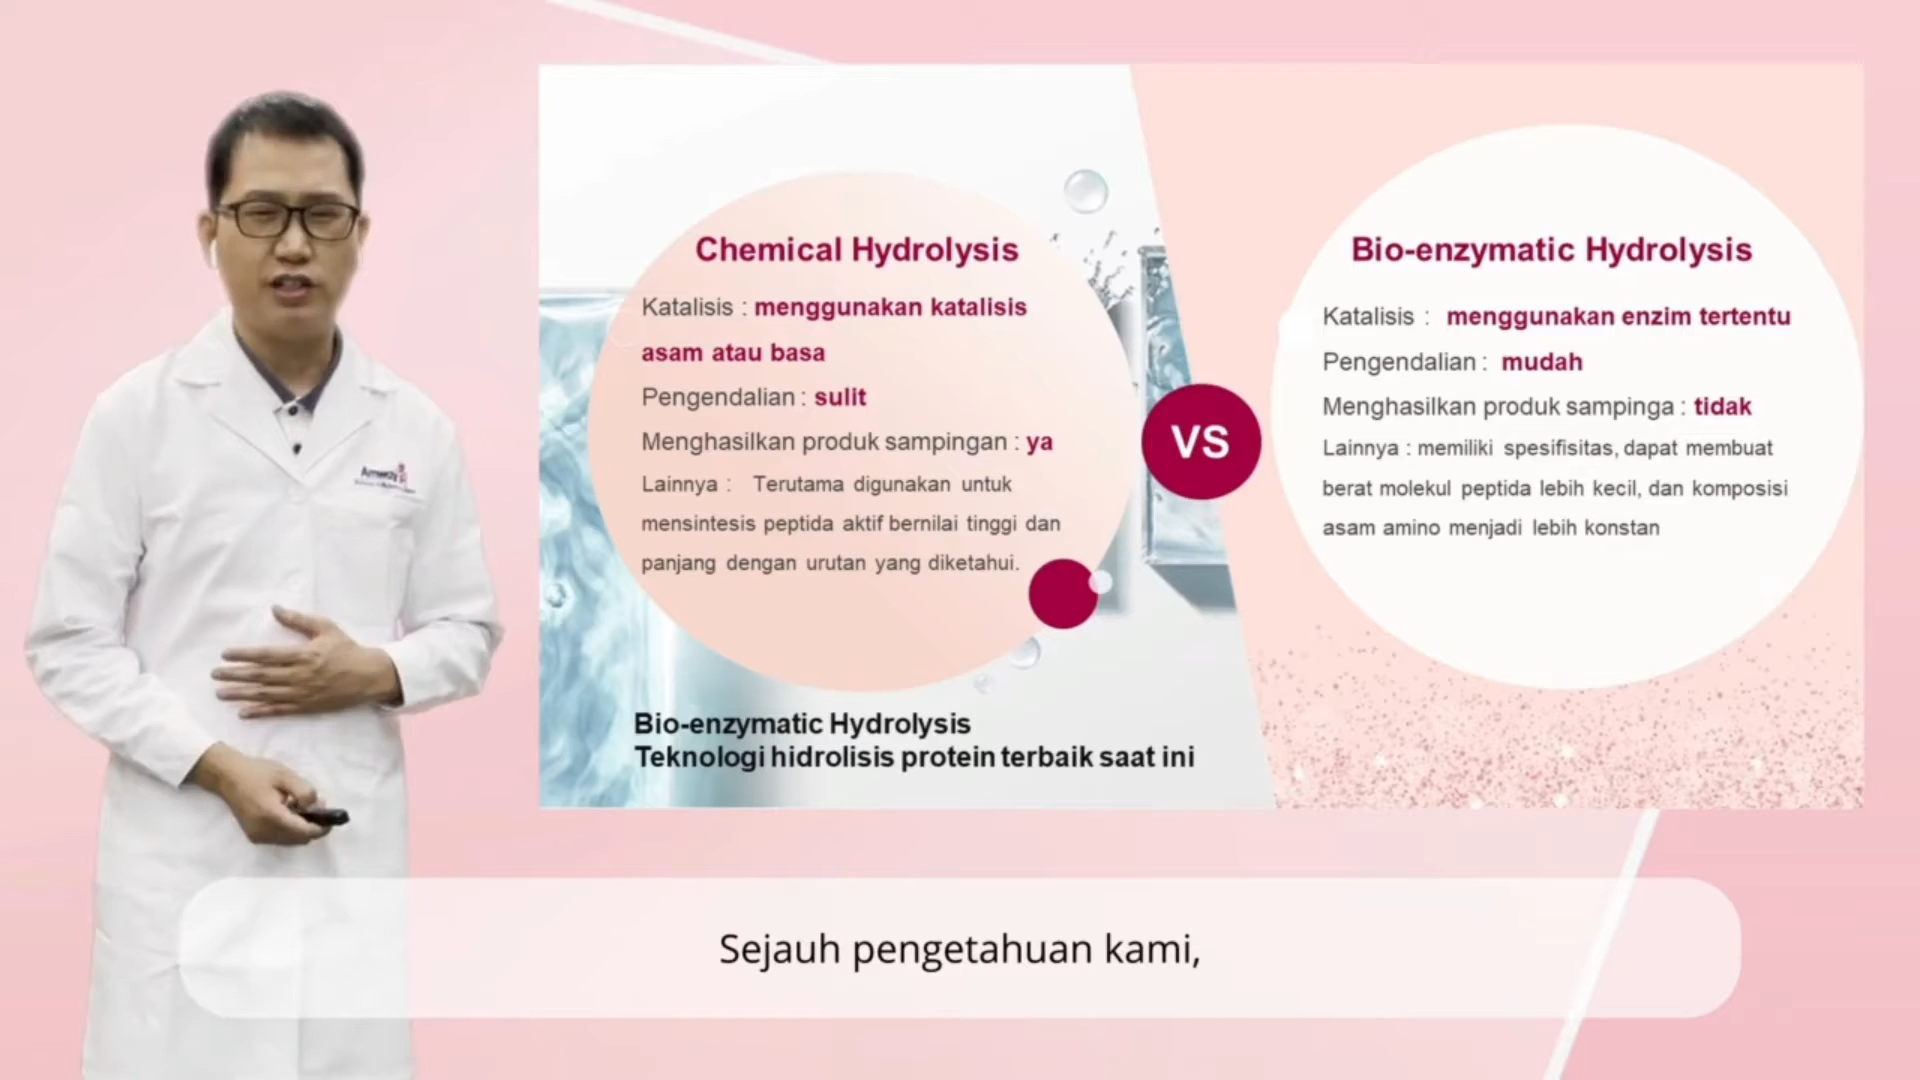 Amway
Chemical Hydrolysis
Katalisis : menggunakan katalisis
asam atau basa
Pengendalian : sulit
Menghasilkan produk sampingan : ya
Lainnya : Terutama digunakan untuk
mensintesis peptida aktif bernilai tinggi dan
panjang dengan urutan yang diketahui.
VS
Bio-enzymatic Hydrolysis
Katalisis : menggunakan enzim tertentu
Pengendalian : mudah
Menghasilkan produk sampinga : tidak
Lainnya : memiliki spesifisitas, dapat membuat
berat molekul peptida lebih kecil, dan komposisi
asam amino menjadi lebih konstan
Bio-enzymatic Hydrolysis
Teknologi hidrolisis protein terbaik saat ini
Sejauh pengetahuan kami,